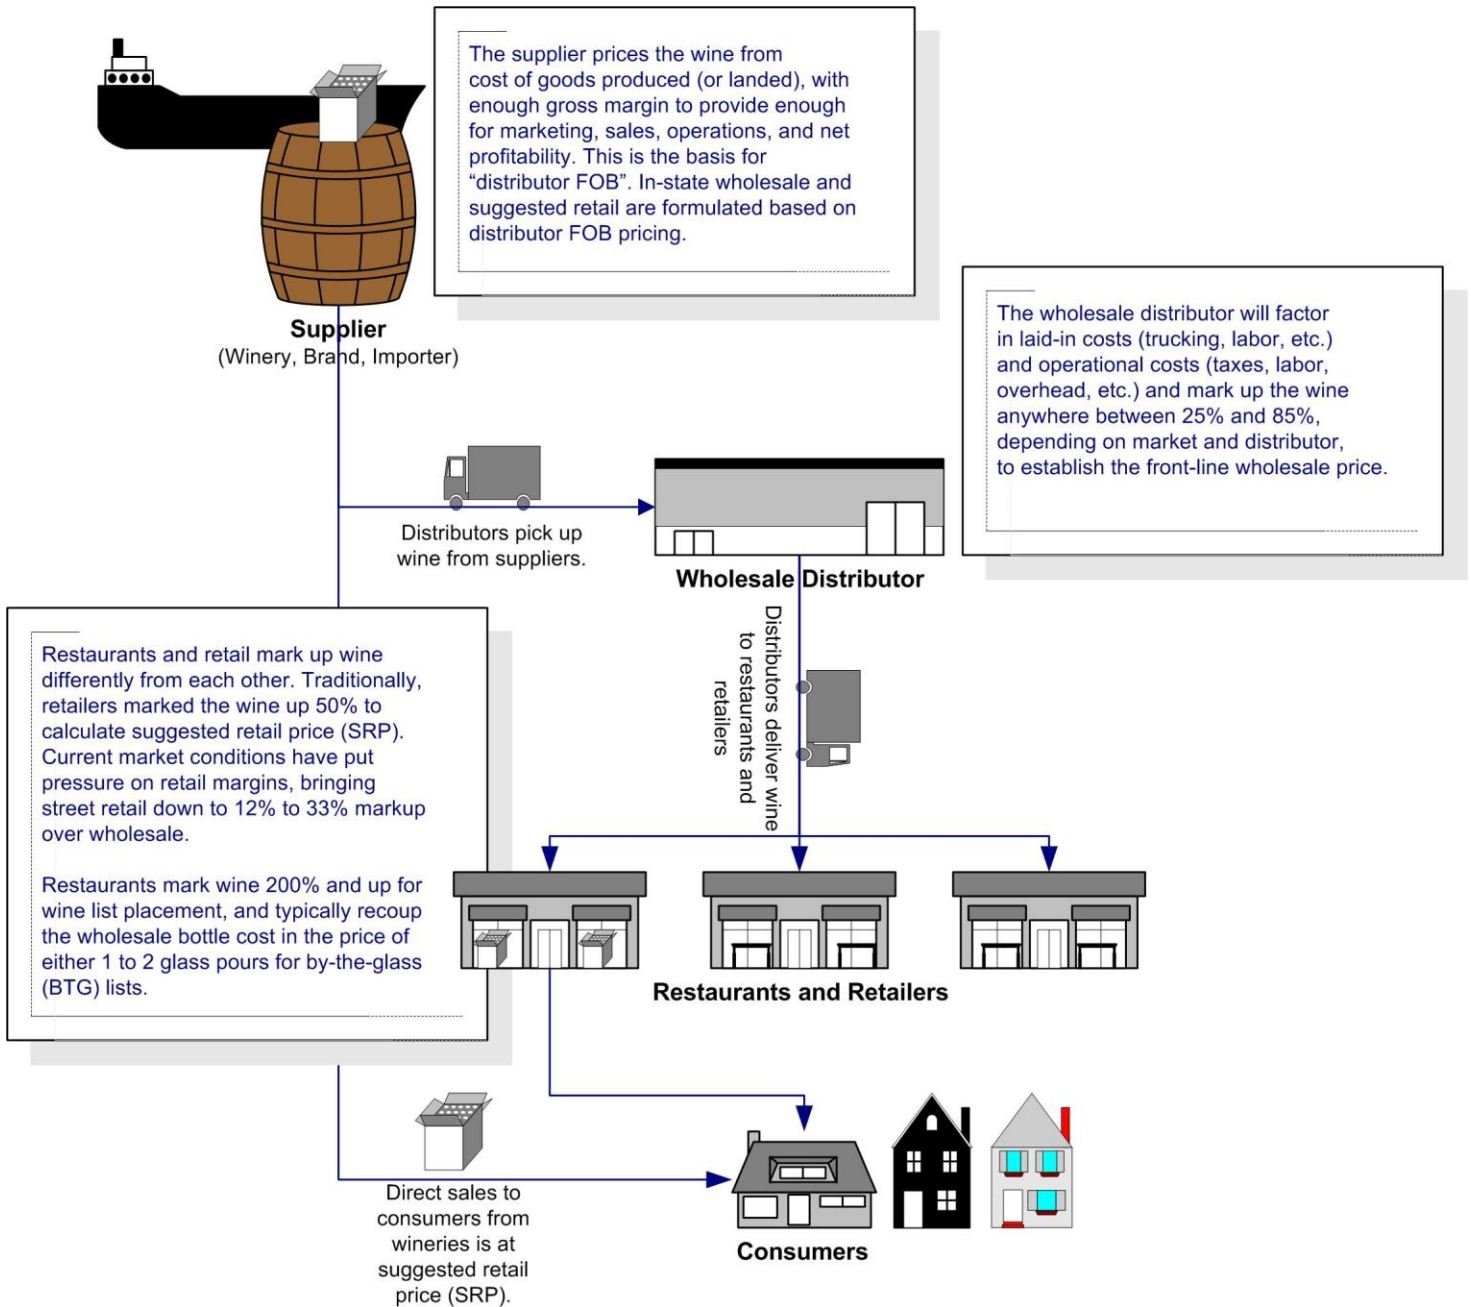 The supplier prices the wine from
cost of goods produced (or landed), with
enough gross margin to provide enough
for marketing, sales, operations, and net
profitability. This is the basis for
“distributor FOB”. In-state wholesale and
suggested retail are formulated based on
distributor FOB pricing.
Supplier
(Winery, Brand, Importer)
The wholesale distributor will factor
in laid-in costs (trucking, labor, etc.)
and operational costs (taxes, labor,
overhead, etc.) and mark up the wine
anywhere between 25% and 85%,
depending on market and distributor,
to establish the front-line wholesale price.
Distributors pick up
wine from suppliers.
Wholesale Distributor
Distributors deliver wine
to restaurants and
retailers
Restaurants and retail mark up wine
differently from each other. Traditionally,
retailers marked the wine up 50% to
calculate suggested retail price (SRP).
Current market conditions have put
pressure on retail margins, bringing
street retail down to 12% to 33% markup
over wholesale.
Restaurants mark wine 200% and up for
wine list placement, and typically recoup
the wholesale bottle cost in the price of
either 1 to 2 glass pours for by-the-glass
(BTG) lists.
Restaurants and Retailers
Direct sales to
consumers from
wineries is at
suggested retail
price (SRP).
Consumers